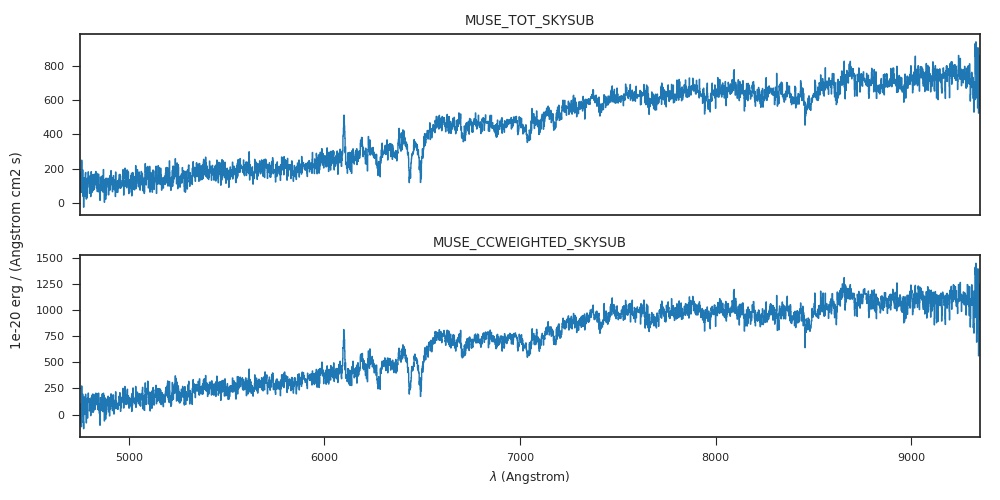 MUSE_TOT_SKYSUB
800
600
400
200
0
1e-20 erg / (Angstrom cm2 s)
MUSE_CCWEIGHTED_SKYSUB
1500
1250
1000
750
500
250
0
5000 6000 7000 8000 9000
λ (Angstrom)